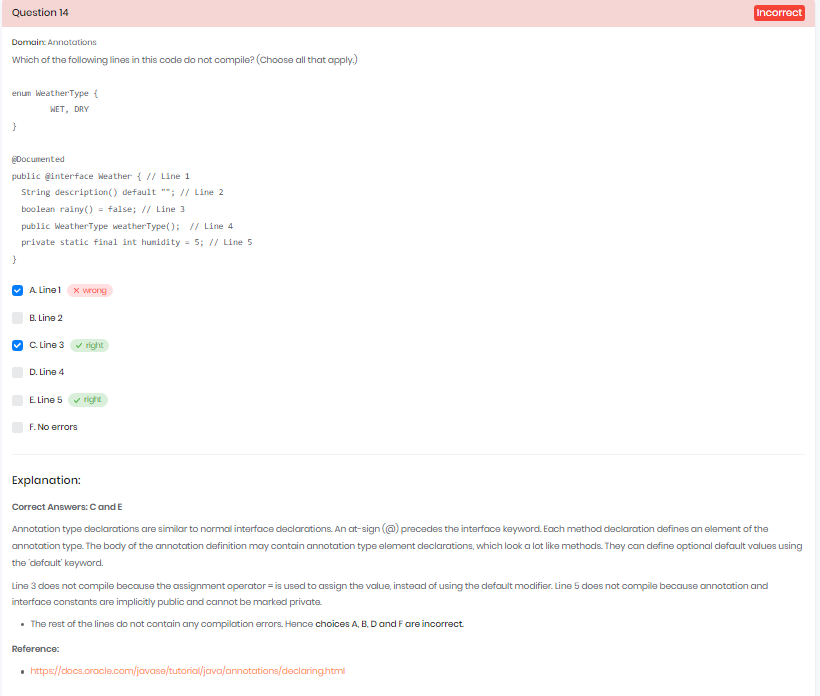 Question 14
Incorrect
Domain: Annotations
Which of the following lines in this code do not compile? (Choose all that apply.)
enum WeatherType {
WET, DRY
}
@Documented
public @interface Weather { // Line 1
String description() default ""; // Line 2
boolean rainy() = false; // Line 3
public WeatherType weatherType();  // Line 4
private static final int humidity = 5; // Line 5
}
A. Line 1 × wrong
B. Line 2
C. Line 3 ✓ right
D. Line 4
E. Line 5 ✓ right
F. No errors
Explanation:
Correct Answers: C and E
Annotation type declarations are similar to normal interface declarations. An at-sign (@) precedes the interface keyword. Each method declaration defines an element of the
annotation type. The body of the annotation definition may contain annotation type element declarations, which look a lot like methods. They can define optional default values using
the 'default' keyword.
Line 3 does not compile because the assignment operator = is used to assign the value, instead of using the default modifier. Line 5 does not compile because annotation and
interface constants are implicitly public and cannot be marked private.
• The rest of the lines do not contain any compilation errors. Hence choices A, B, D and F are incorrect.
Reference:
• https://docs.oracle.com/javase/tutorial/java/annotations/declaring.html